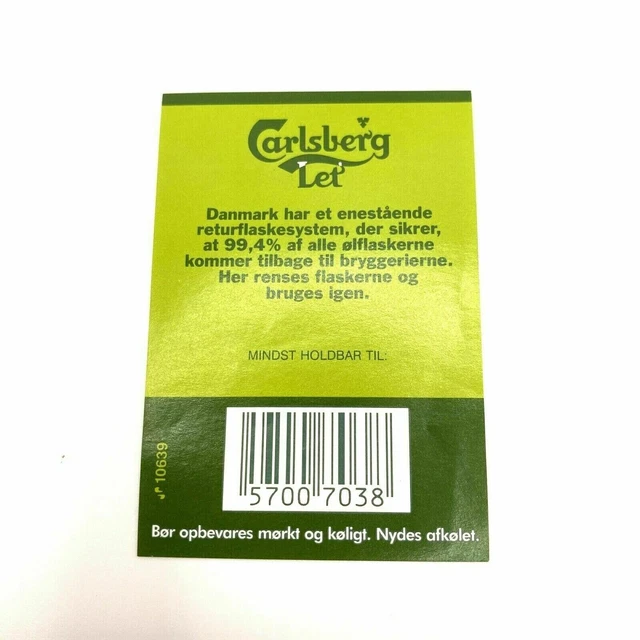 Carlsberg
Let
Danmark har et enestående
returflaskesystem, der sikrer,
at 99,4% af alle ølflaskerne
kommer tilbage til bryggerierne.
Her renses flaskerne og
bruges igen.
MINDST HOLDBAR TIL:
10639
5700 7038
Bør opbevares mørkt og køligt. Nydes afkølet.